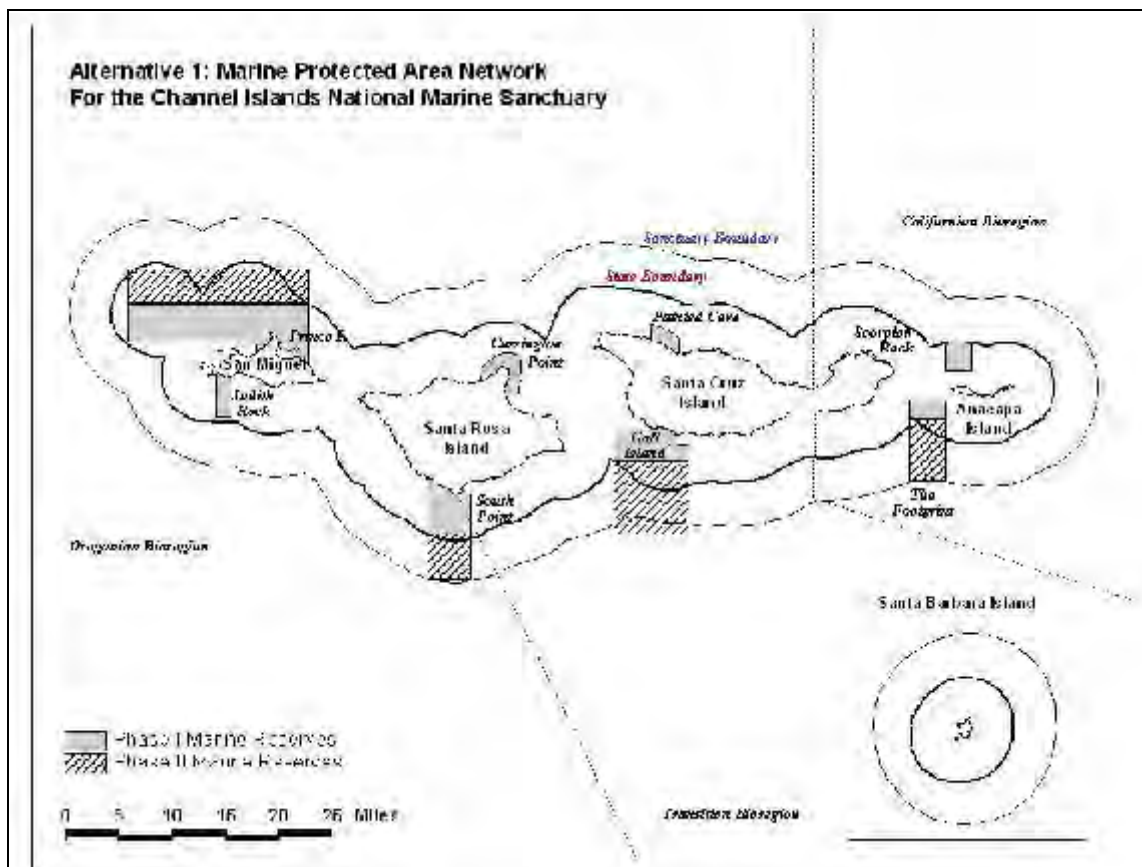 Alternative 1: Marine Protected Area Network
For the Channel Islands National Marine Sanctuary
Californian Bioregion
Sanctuary Boundary
State Boundary
Painted Cave
Scorpion
Rock
Carrington
Point
San Miguel
Judith
Rock
Santa Cruz
Island
Anacapa
Island
Santa Rosa
Island
Gull
Island
South
Point
The
Footprint
Oregonian Bioregion
Santa Barbara Island
Phase I Marine Reserves
Phase II Marine Reserves
0 5 10 15 20 25 Miles
Bioregion